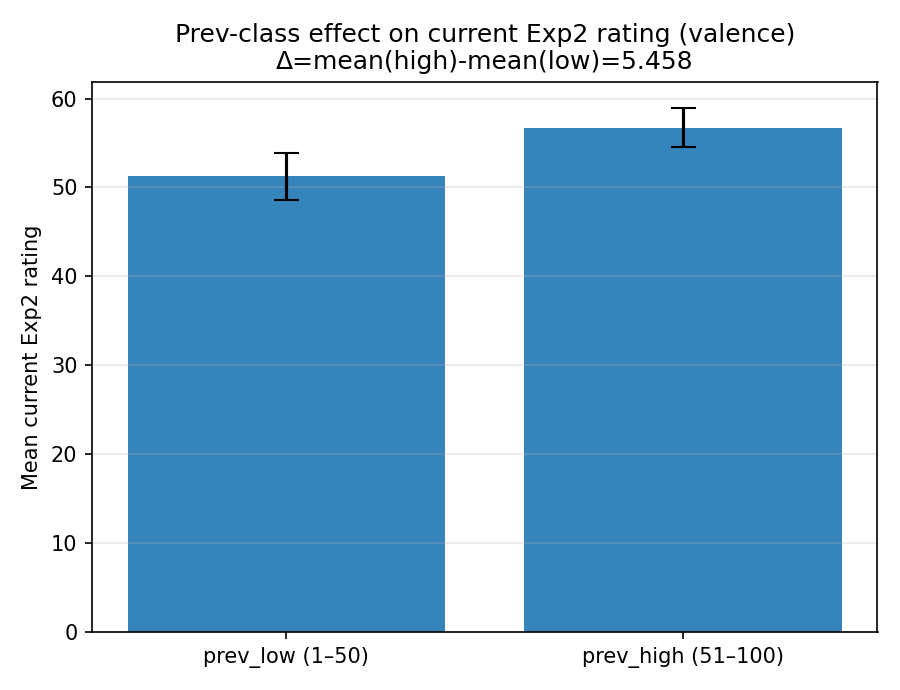 Prev-class effect on current Exp2 rating (valence)
Δ=mean(high)-mean(low)=5.458
Mean current Exp2 rating
60
50
40
30
20
10
0
prev_low (1–50)
prev_high (51–100)